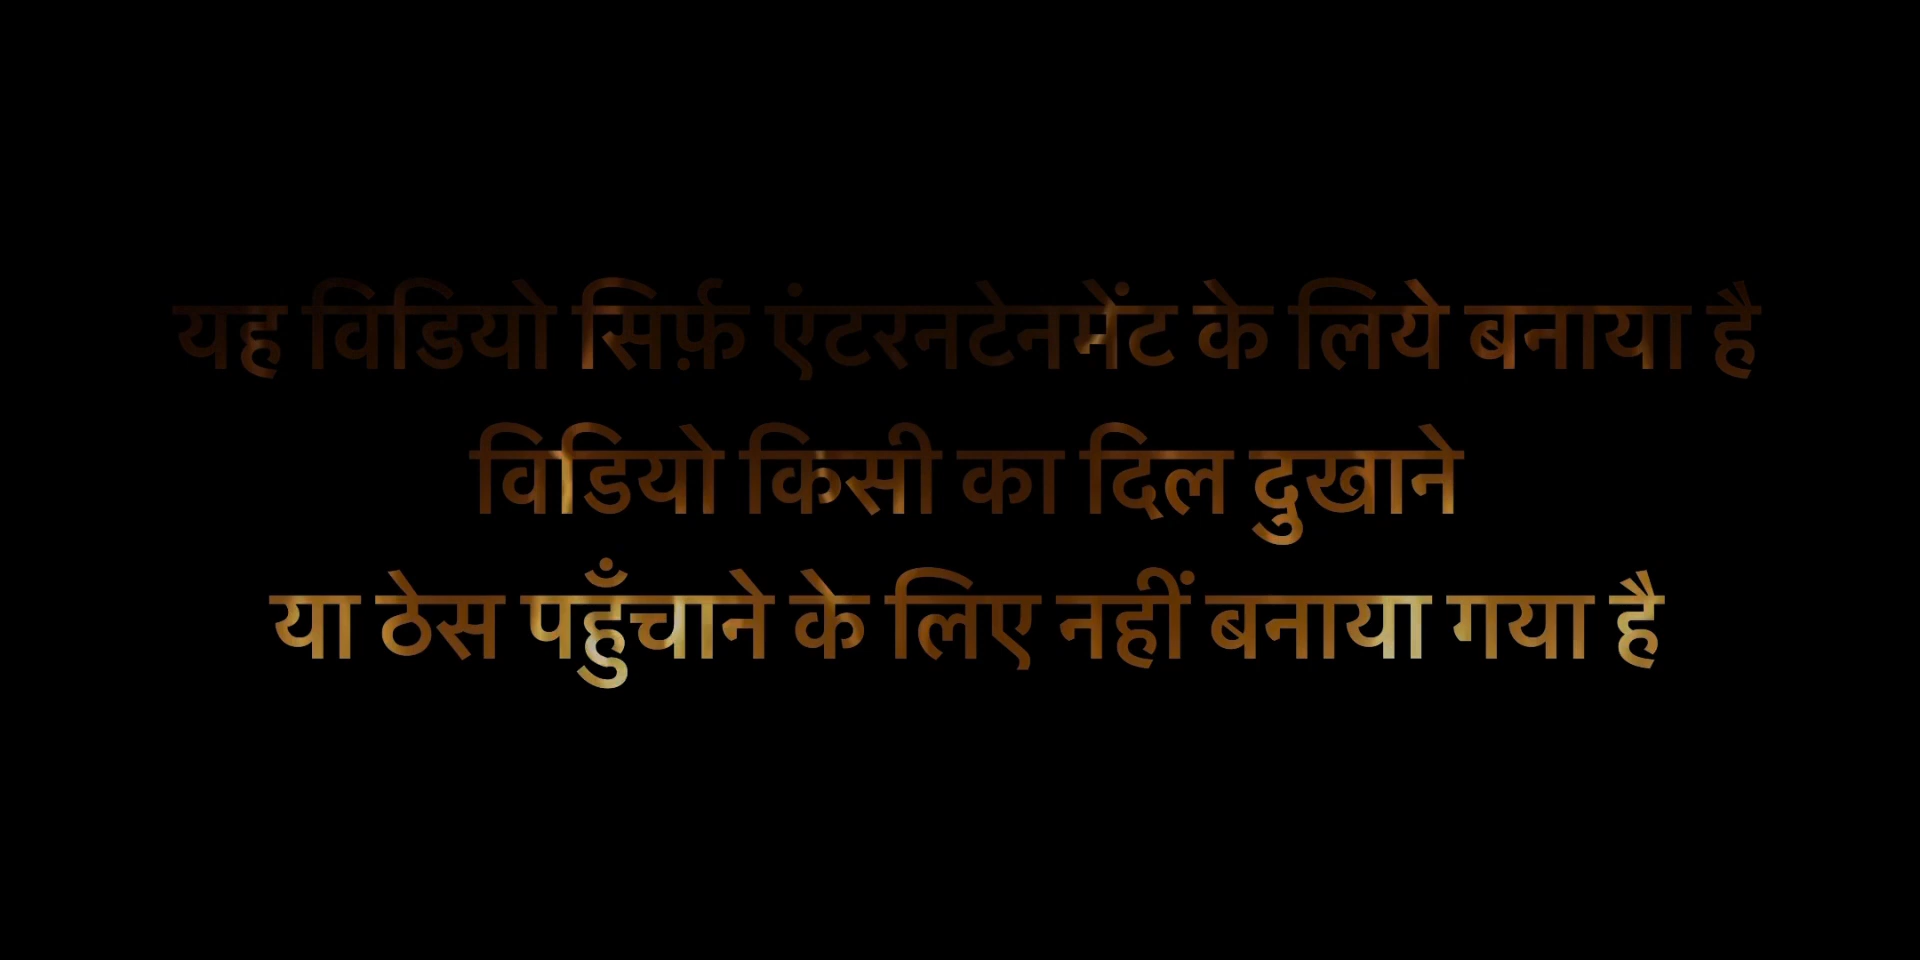 यह विडियो सिर्फ़ एंटरनटेनमेंट के लिये बनाया है
विडियो किसी का दिल दुखाने
या ठेस पहुँचाने के लिए नहीं बनाया गया है